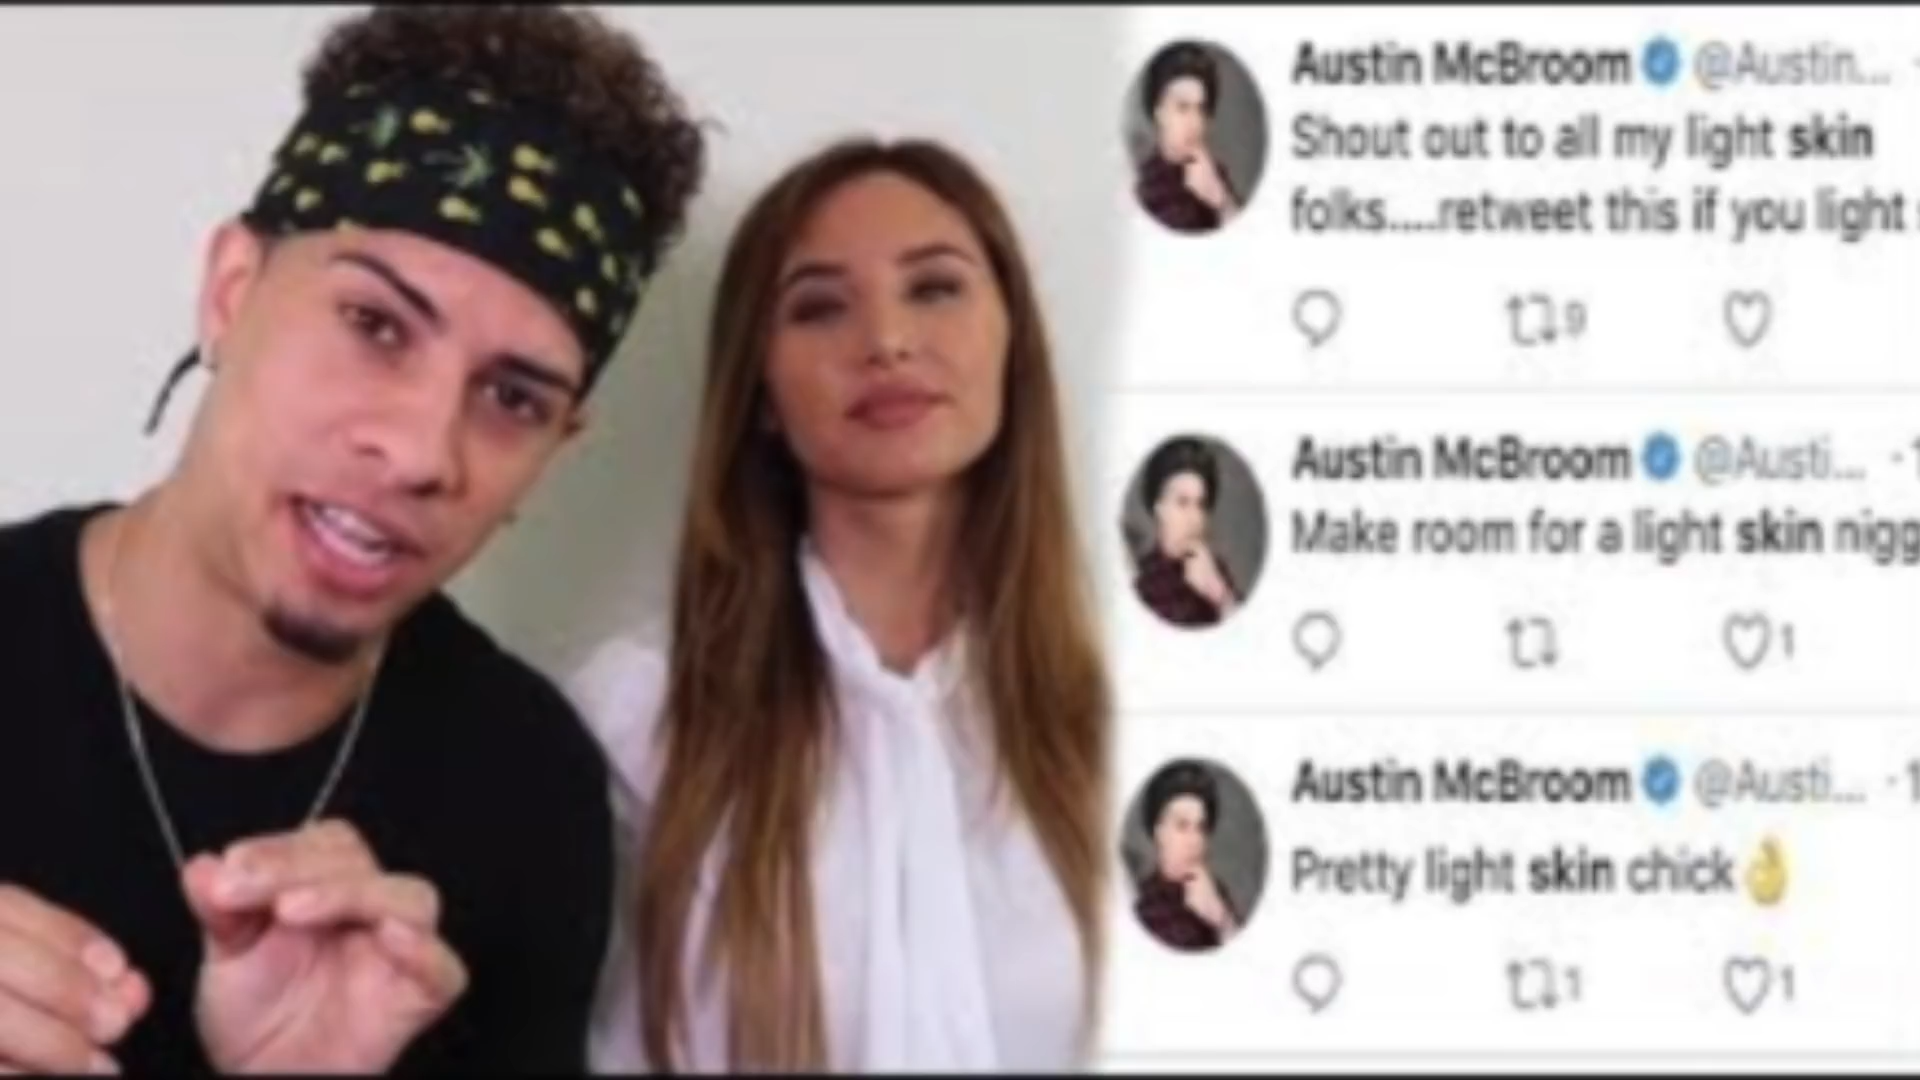 Austin McBroom @Austin...
Shout out to all my light skin
folks....retweet this if you light
9
Austin McBroom @Austi...
Make room for a light skin nigg
1
Austin McBroom @Austi...
Pretty light skin chick👌
1 1